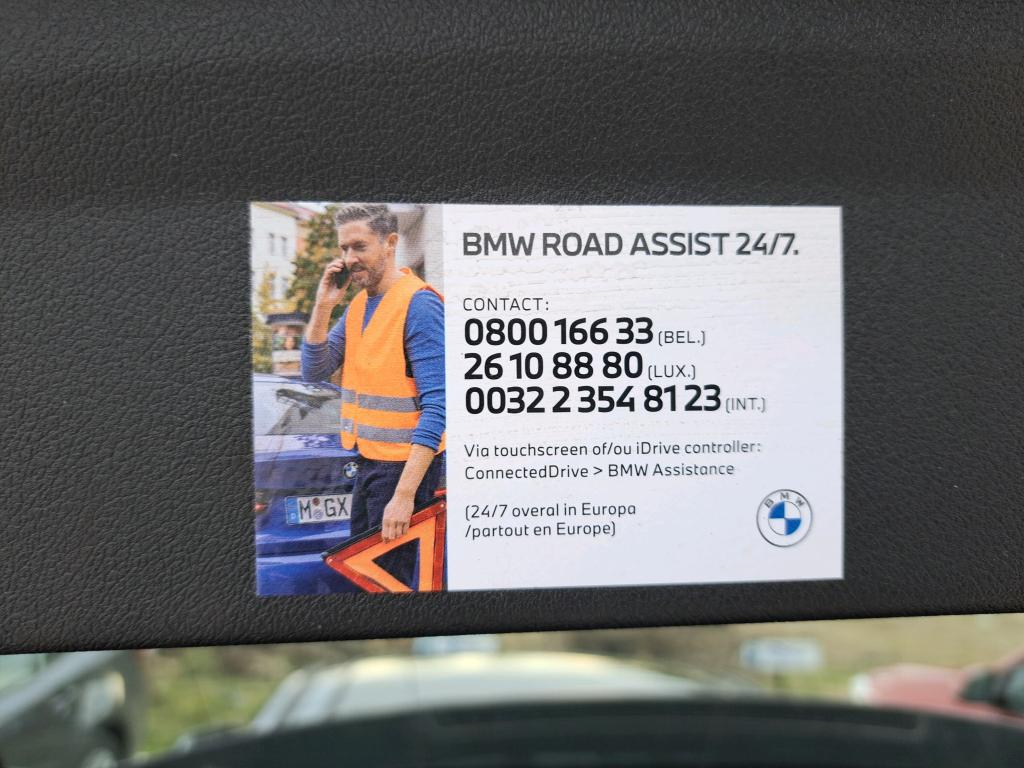 BMW ROAD ASSIST 24/7.
CONTACT:
0800 166 33 (BEL.)
26 10 88 80 (LUX.)
0032 2 354 81 23 (INT.)
Via touchscreen of/ou iDrive controller:
ConnectedDrive > BMW Assistance
(24/7 overal in Europa
/partout en Europe)
BMW
M GX